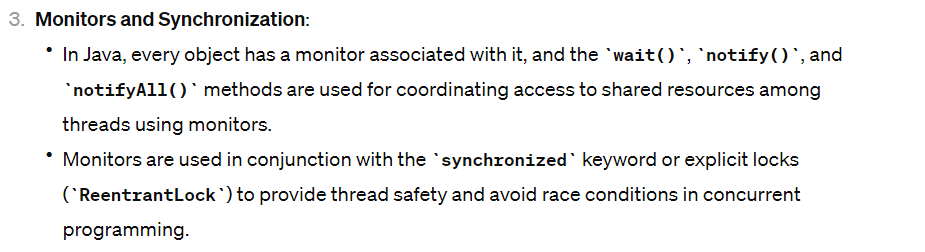 3. Monitors and Synchronization:
• In Java, every object has a monitor associated with it, and the `wait()`, `notify()`, and
`notifyAll()` methods are used for coordinating access to shared resources among
threads using monitors.
• Monitors are used in conjunction with the `synchronized` keyword or explicit locks
(`ReentrantLock`) to provide thread safety and avoid race conditions in concurrent
programming.